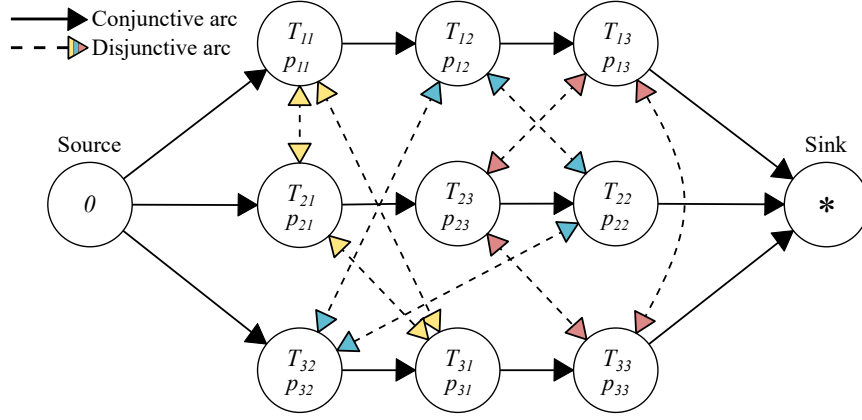 Conjunctive arc
Disjunctive arc
T11
p11
T12
p12
T13
p13
Source
0
T21
p21
T23
p23
T22
p22
Sink
*
T32
p32
T31
p31
T33
p33